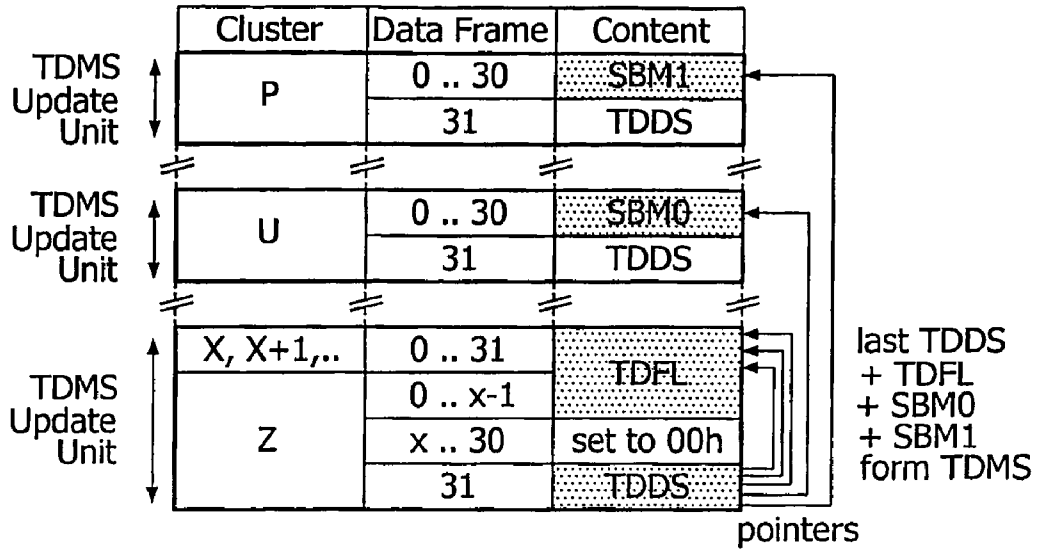 Cluster Data Frame Content
TDMS
Update
Unit
P
0 .. 30 SBM1
31 TDDS
TDMS
Update
Unit
U
0 .. 30 SBM0
31 TDDS
TDMS
Update
Unit
X, X+1,.. 0 .. 31
TDFL
Z
0 .. x-1
x .. 30 set to 00h
31 TDDS
last TDDS
+ TDFL
+ SBM0
+ SBM1
form TDMS
pointers